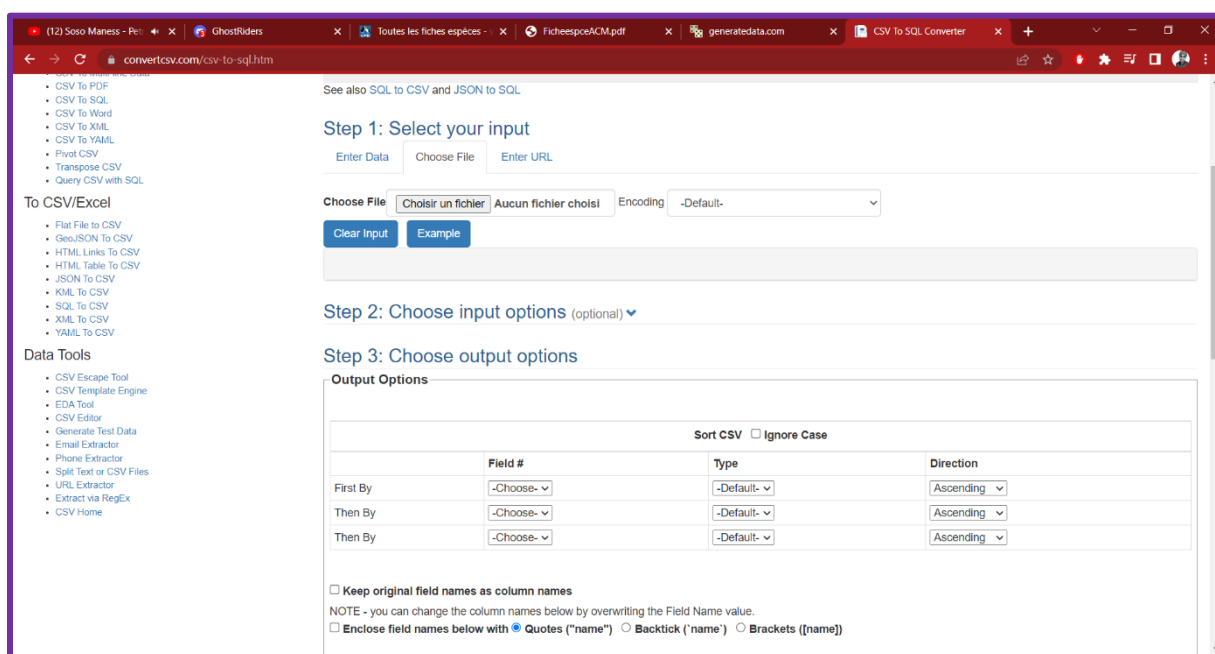 (12) Soso Maness - Pet
GhostRiders
Toutes les fiches espèces -
FicheespceACM.pdf
generatedata.com
CSV To SQL Converter
convertcsv.com/csv-to-sql.htm
CSV To Multi-line Data
CSV To PDF
CSV To SQL
CSV To Word
CSV To XML
CSV To YAML
Pivot CSV
Transpose CSV
Query CSV with SQL
To CSV/Excel
Flat File to CSV
GeoJSON To CSV
HTML Links To CSV
HTML Table To CSV
JSON To CSV
KML To CSV
SQL To CSV
XML To CSV
YAML To CSV
Data Tools
CSV Escape Tool
CSV Template Engine
EDA Tool
CSV Editor
Generate Test Data
Email Extractor
Phone Extractor
Split Text or CSV Files
URL Extractor
Extract via RegEx
CSV Home
See also SQL to CSV and JSON to SQL
Step 1: Select your input
Enter Data Choose File Enter URL
Choose File Choisir un fichier Aucun fichier choisi Encoding -Default-
Clear Input Example
Step 2: Choose input options (optional)
Step 3: Choose output options
Output Options
Sort CSV Ignore Case
Field # Type Direction
First By -Choose- -Default- Ascending
Then By -Choose- -Default- Ascending
Then By -Choose- -Default- Ascending
Keep original field names as column names
NOTE - you can change the column names below by overwriting the Field Name value.
Enclose field names below with Quotes ("name") Backtick (`name`) Brackets ([name])